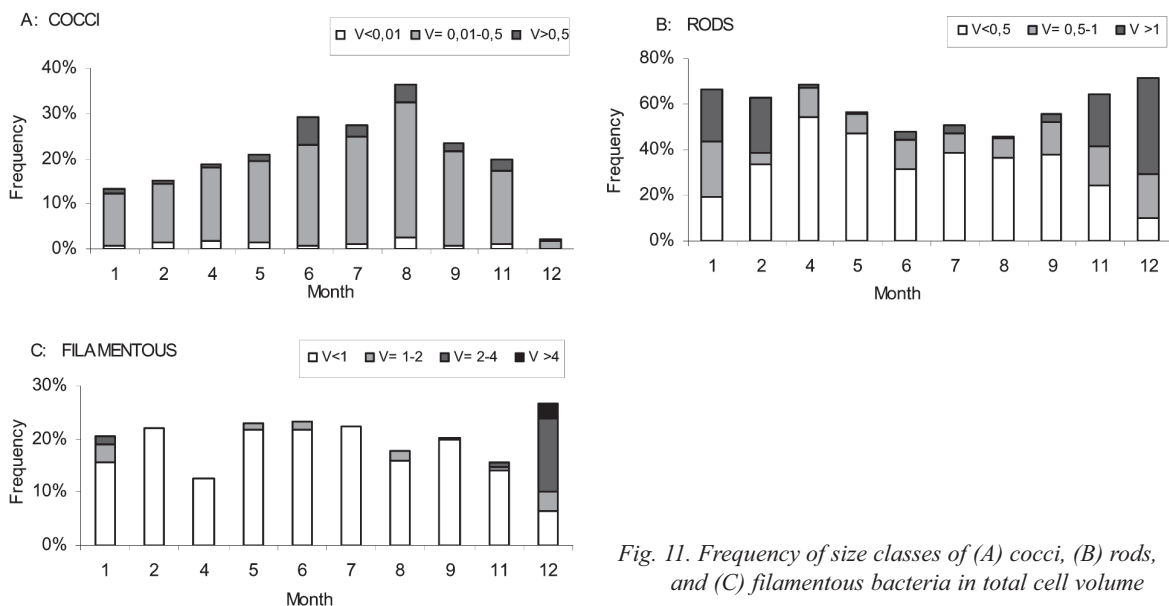 A: COCCI
V<0,01 V= 0,01-0,5 V>0,5
40%
30%
20%
10%
0%
Frequency
1 2 4 5 6 7 8 9 11 12
Month
B: RODS
V<0,5 V= 0,5-1 V >1
80%
60%
40%
20%
0%
Frequency
1 2 4 5 6 7 8 9 11 12
Month
C: FILAMENTOUS
V<1 V= 1-2 V= 2-4 V >4
30%
20%
10%
0%
Frequency
1 2 4 5 6 7 8 9 11 12
Month
Fig. 11. Frequency of size classes of (A) cocci, (B) rods,
and (C) filamentous bacteria in total cell volume